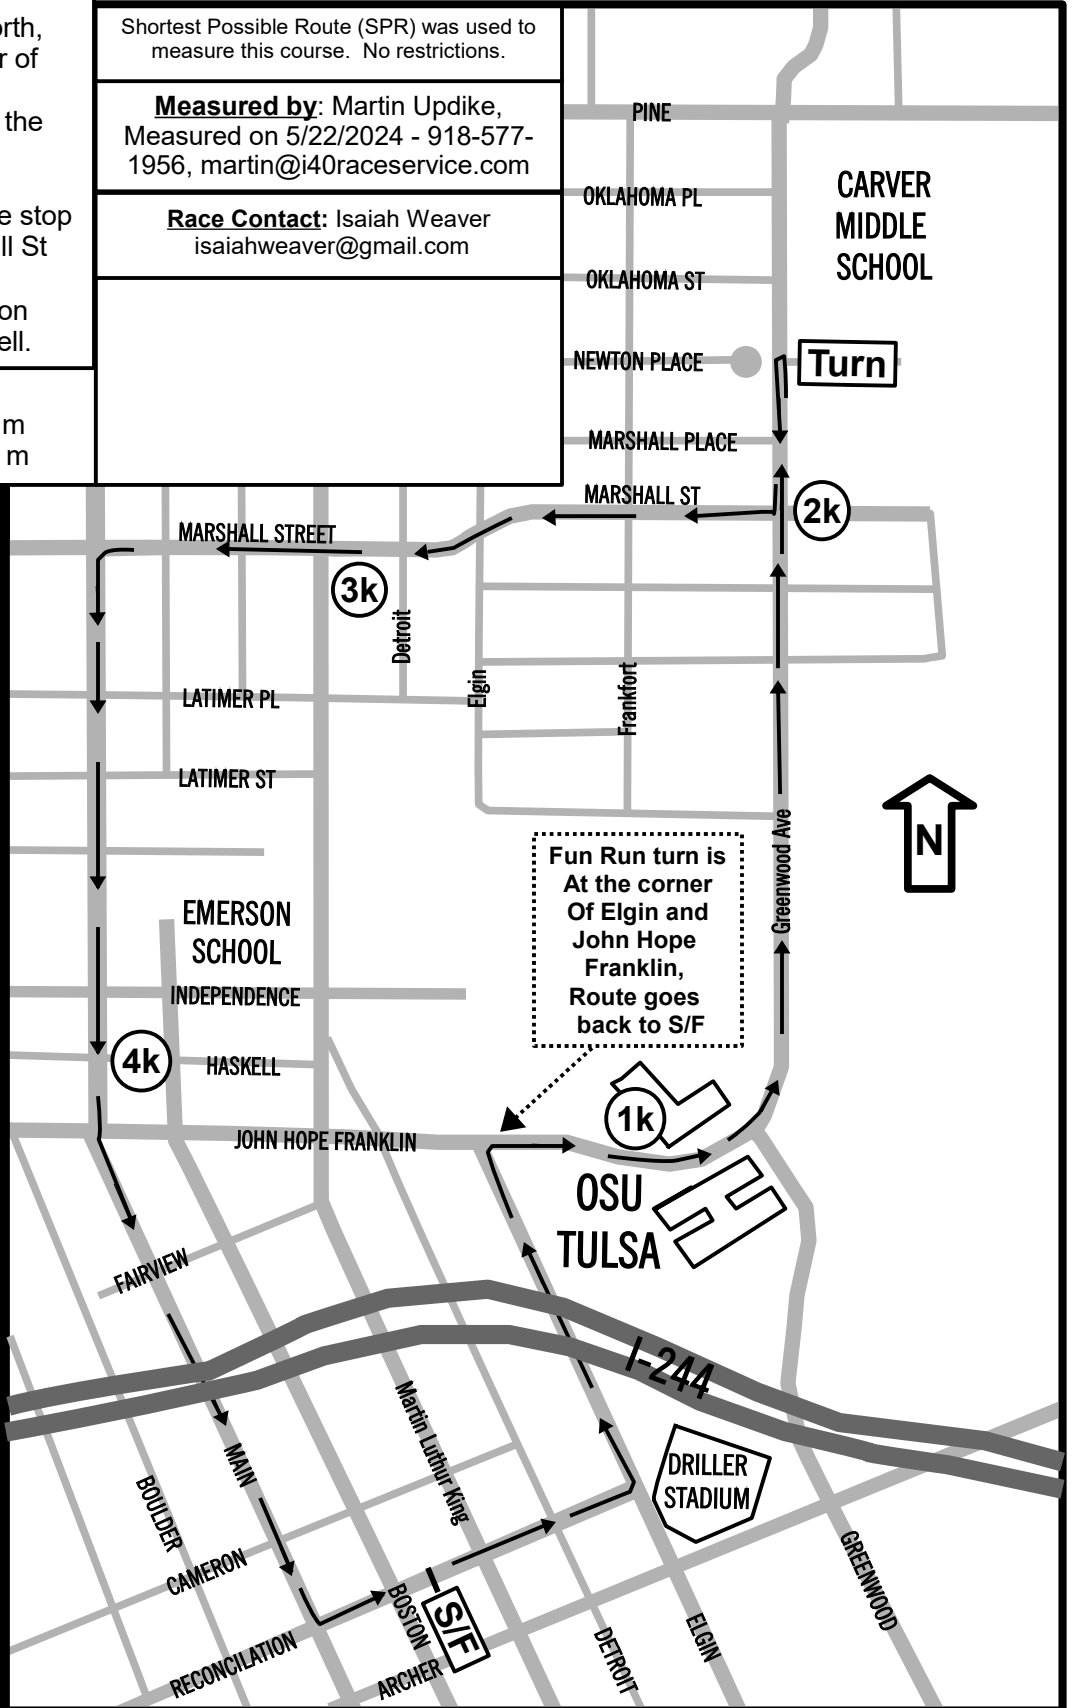 orth,
r of
the
e stop
ll St
on
ell.
m
m
Shortest Possible Route (SPR) was used to
measure this course.  No restrictions.
Measured by: Martin Updike,
Measured on 5/22/2024 - 918-577-
1956, martin@i40raceservice.com
Race Contact: Isaiah Weaver
isaiahweaver@gmail.com
PINE
OKLAHOMA PL
CARVER
MIDDLE
SCHOOL
OKLAHOMA ST
NEWTON PLACE
Turn
MARSHALL PLACE
MARSHALL ST
2k
MARSHALL STREET
3k
Detroit
Elgin
Frankfort
LATIMER PL
LATIMER ST
Greenwood Ave
N
Fun Run turn is
At the corner
Of Elgin and
John Hope
Franklin,
Route goes
back to S/F
EMERSON
SCHOOL
INDEPENDENCE
4k
HASKELL
1k
JOHN HOPE FRANKLIN
OSU
TULSA
FAIRVIEW
I-244
Martin Luthur King
MAIN
BOULDER
DRILLER
STADIUM
CAMERON
BOSTON
S/F
GREENWOOD
RECONCILATION
ARCHER
DETROIT
ELGIN